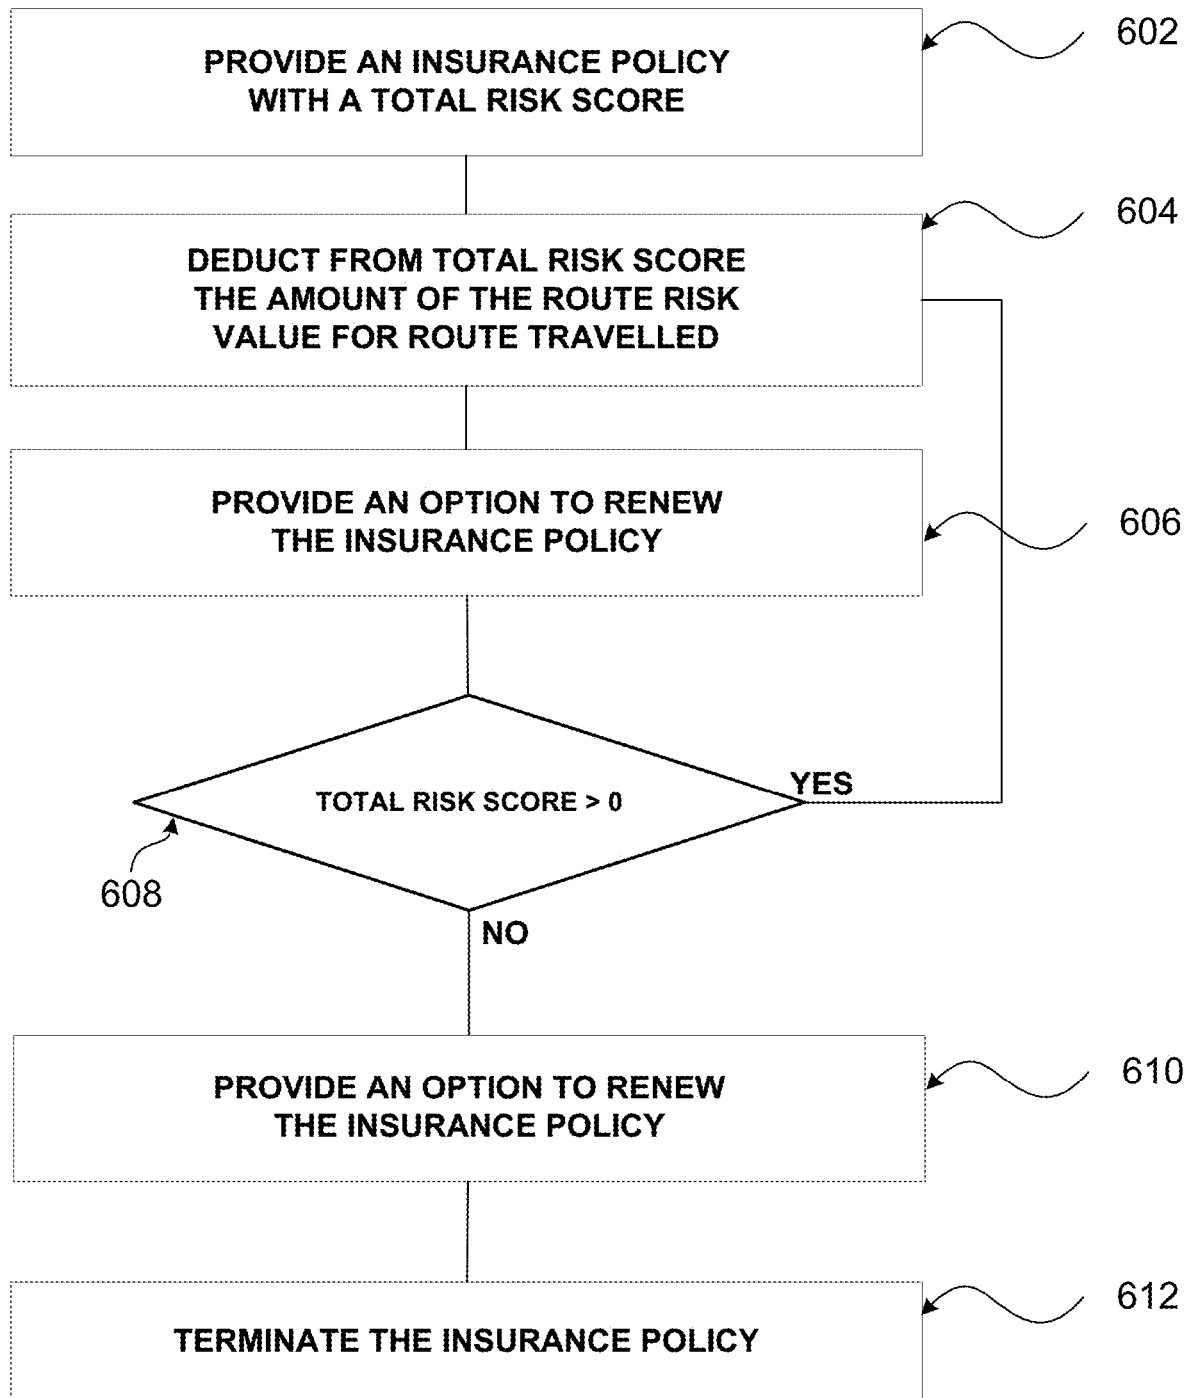 602
PROVIDE AN INSURANCE POLICY
WITH A TOTAL RISK SCORE
604
DEDUCT FROM TOTAL RISK SCORE
THE AMOUNT OF THE ROUTE RISK
VALUE FOR ROUTE TRAVELLED
PROVIDE AN OPTION TO RENEW
THE INSURANCE POLICY
606
YES
TOTAL RISK SCORE > 0
608
NO
PROVIDE AN OPTION TO RENEW
THE INSURANCE POLICY
610
612
TERMINATE THE INSURANCE POLICY